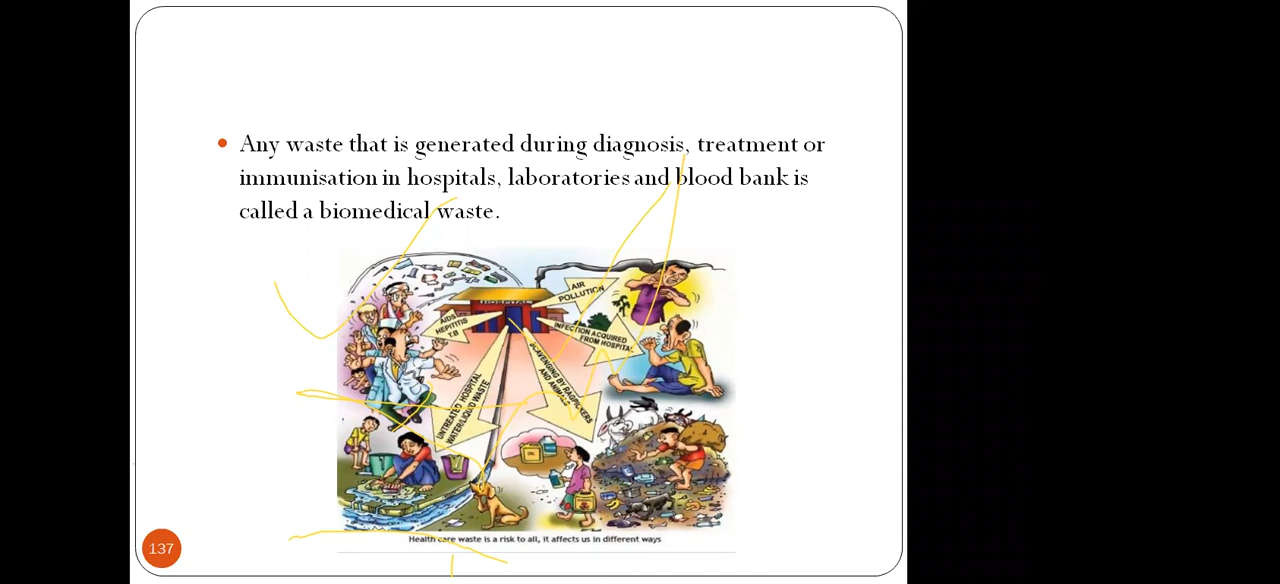 Any waste that is generated during diagnosis, treatment or
immunisation in hospitals, laboratories and blood bank is
called a biomedical waste.
HOSPITAL
AIR
POLLUTION
AIDS
HEPITITIS
T.B
INFECTION ACQUIRED
FROM HOSPITAL
UNTREATED HOSPITAL
WATER/LIQUID WASTE
SCAVENGING BY RAGPICKERS
AND ANIMALS
OIL
Health care waste is a risk to all, it affects us in different ways
137